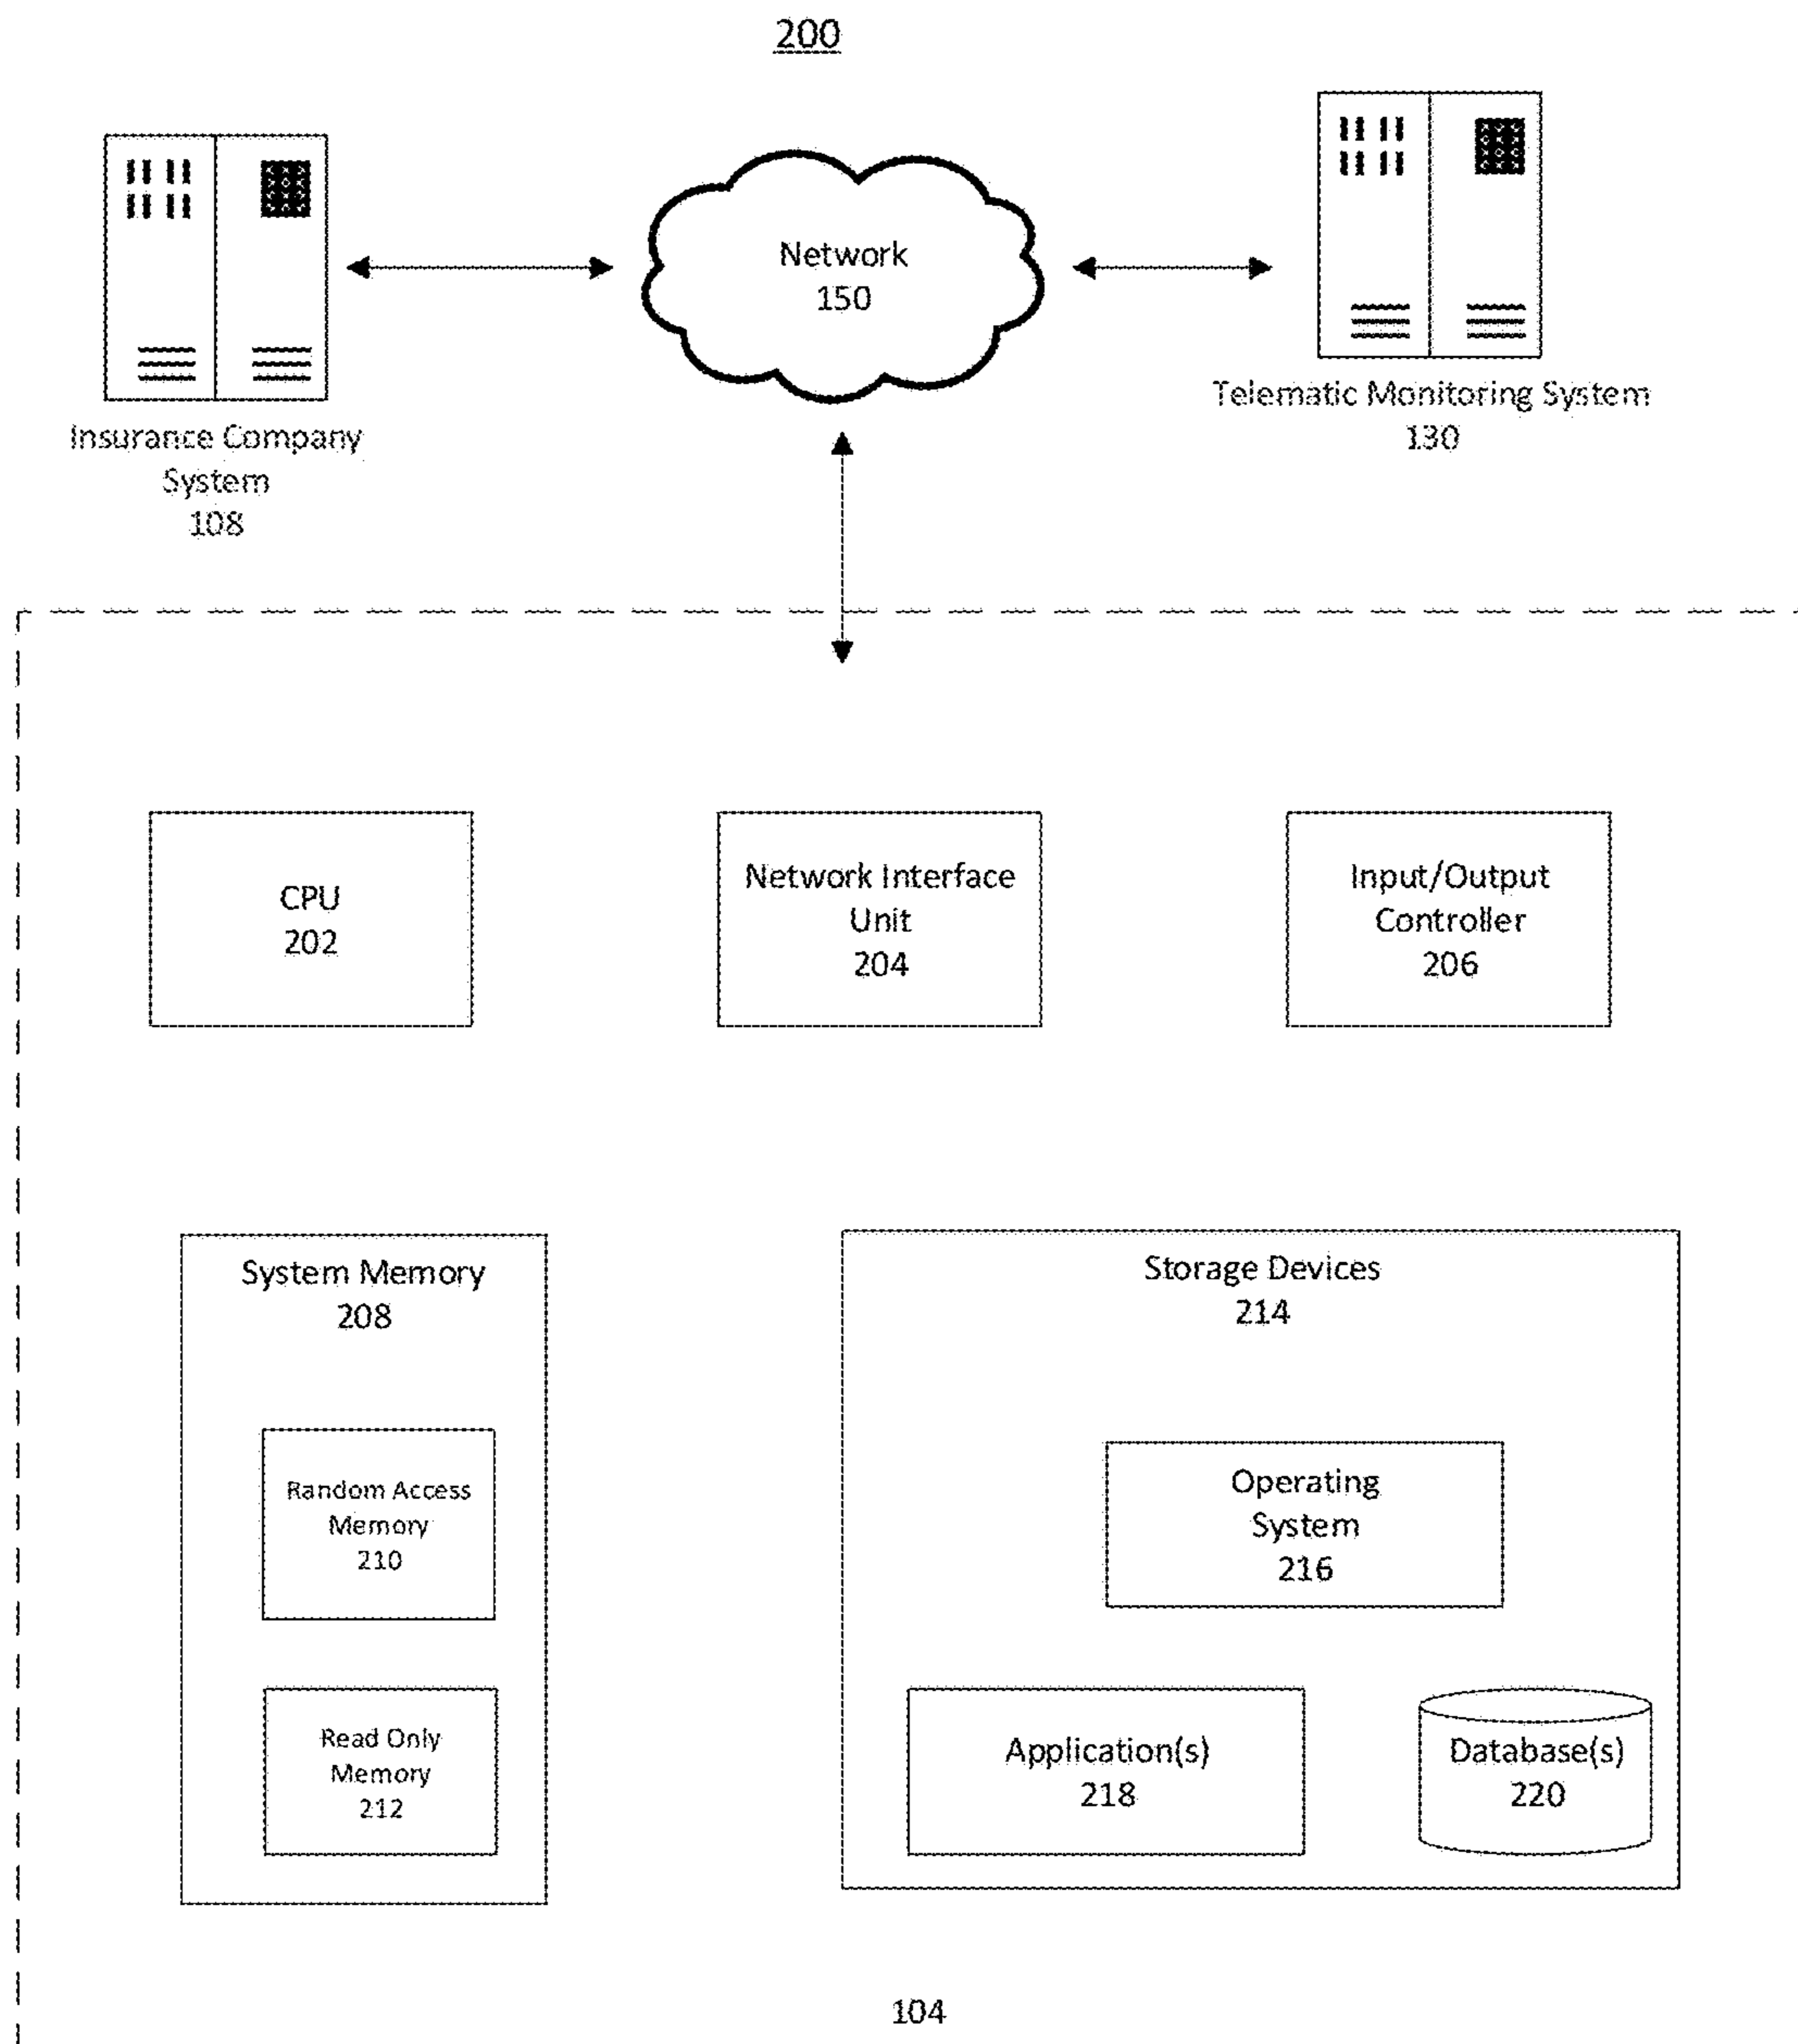 200
Network
150
Insurance Company
System
108
Telematic Monitoring System
130
CPU
202
Network Interface
Unit
204
Input/Output
Controller
206
System Memory
208
Random Access
Memory
210
Read Only
Memory
212
Storage Devices
214
Operating
System
216
Application(s)
218
Database(s)
220
104